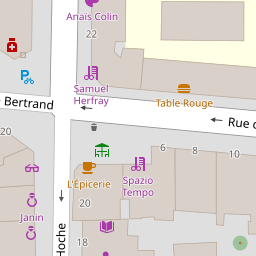 Anaïs Colin
22
Samuel
Herfray
Table Rouge
Bertrand
Rue
20
6
8
10
L'Épicerie
Spazio
Tempo
20
Janin
18
Hoche